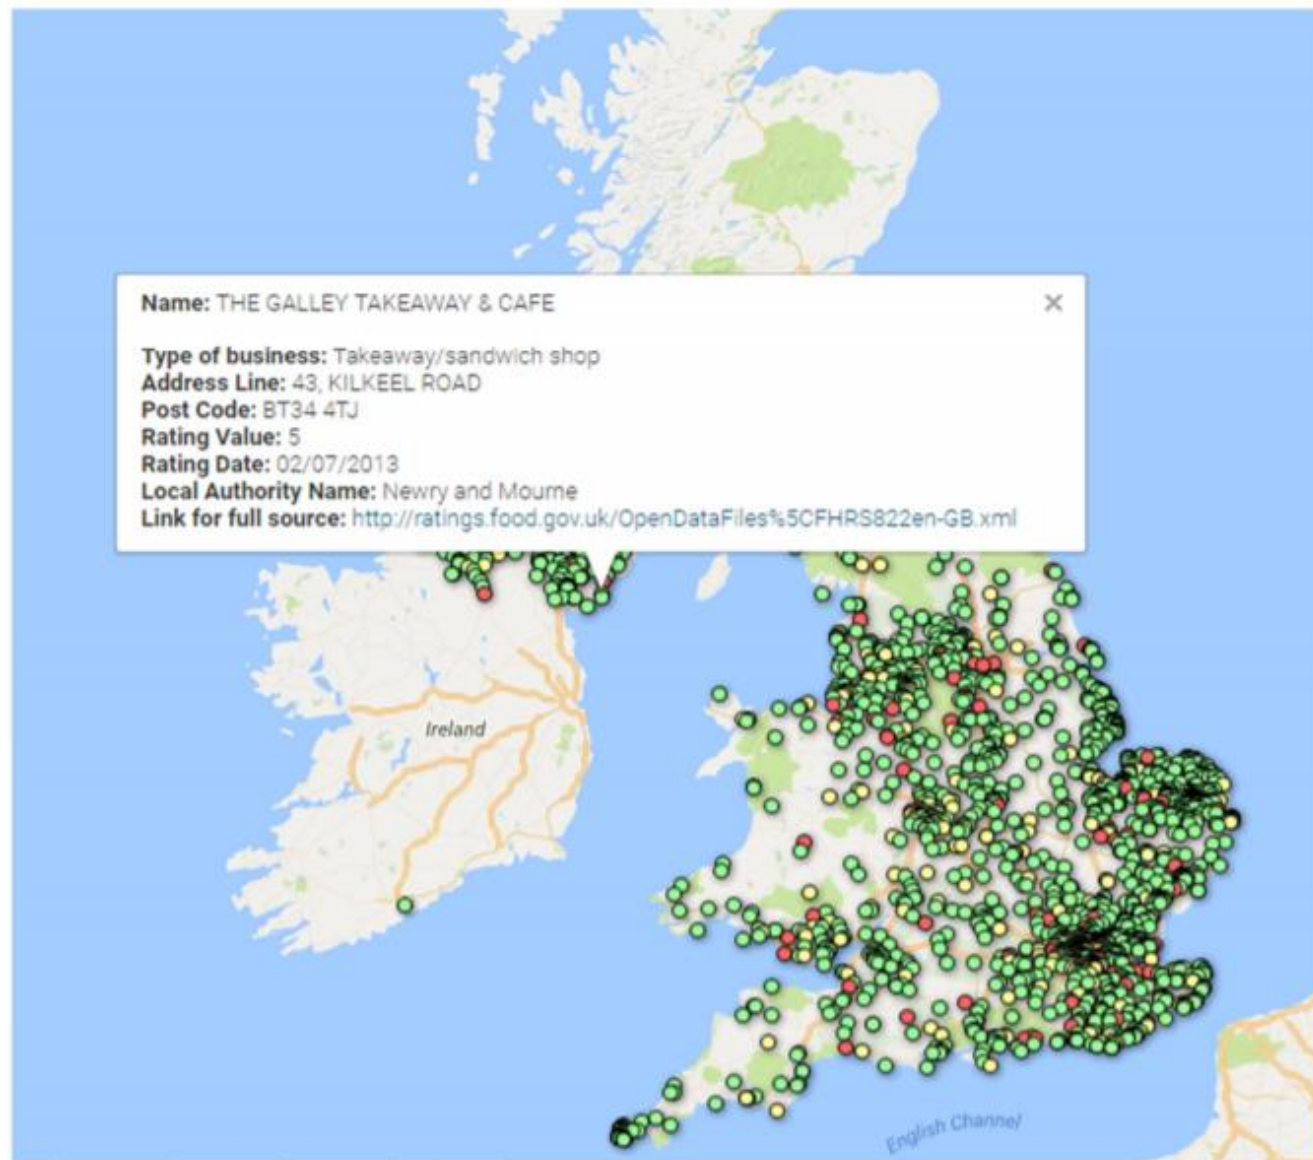 Name: THE GALLEY TAKEAWAY & CAFE
Type of business: Takeaway/sandwich shop
Address Line: 43, KILKEEL ROAD
Post Code: BT34 4TJ
Rating Value: 5
Rating Date: 02/07/2013
Local Authority Name: Newry and Mourne
Link for full source: http://ratings.food.gov.uk/OpenDataFiles%5CFHRS822en-GB.xml
Ireland
English Channel